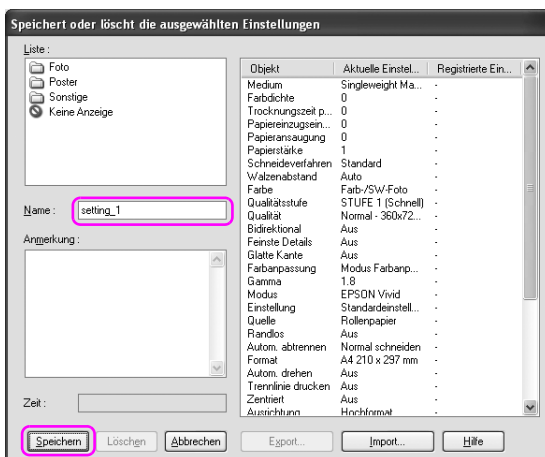 Speichert oder löscht die ausgewählten Einstellungen
Liste :
Foto
Poster
Sonstige
Keine Anzeige
Name : setting_1
Anmerkung :
Zeit :
Objekt Aktuelle Einstel... Registrierte Ein...
Medium Singleweight Ma... -
Farbdichte 0 -
Trocknungszeit p... 0 -
Papiereinzugsein... 0 -
Papieransaugung 0 -
Papierstärke 1 -
Schneideverfahren Standard -
Walzenabstand Auto -
Farbe Farb-/SW-Foto -
Qualitätsstufe STUFE 1 (Schnell) -
Qualität Normal - 360x72... -
Bidirektional Aus -
Feinste Details Aus -
Glatte Kante Aus -
Farbanpassung Modus Farbanp... -
Gamma 1.8 -
Modus EPSON Vivid -
Einstellung Standardeinstell... -
Quelle Rollenpapier -
Randlos Aus -
Autom. abtrennen Normal schneiden -
Format A4 210 x 297 mm -
Autom. drehen Aus -
Trennlinie drucken Aus -
Zentriert Aus -
Ausrichtung Hochformat -
Speichern Löschen Abbrechen Export... Import... Hilfe